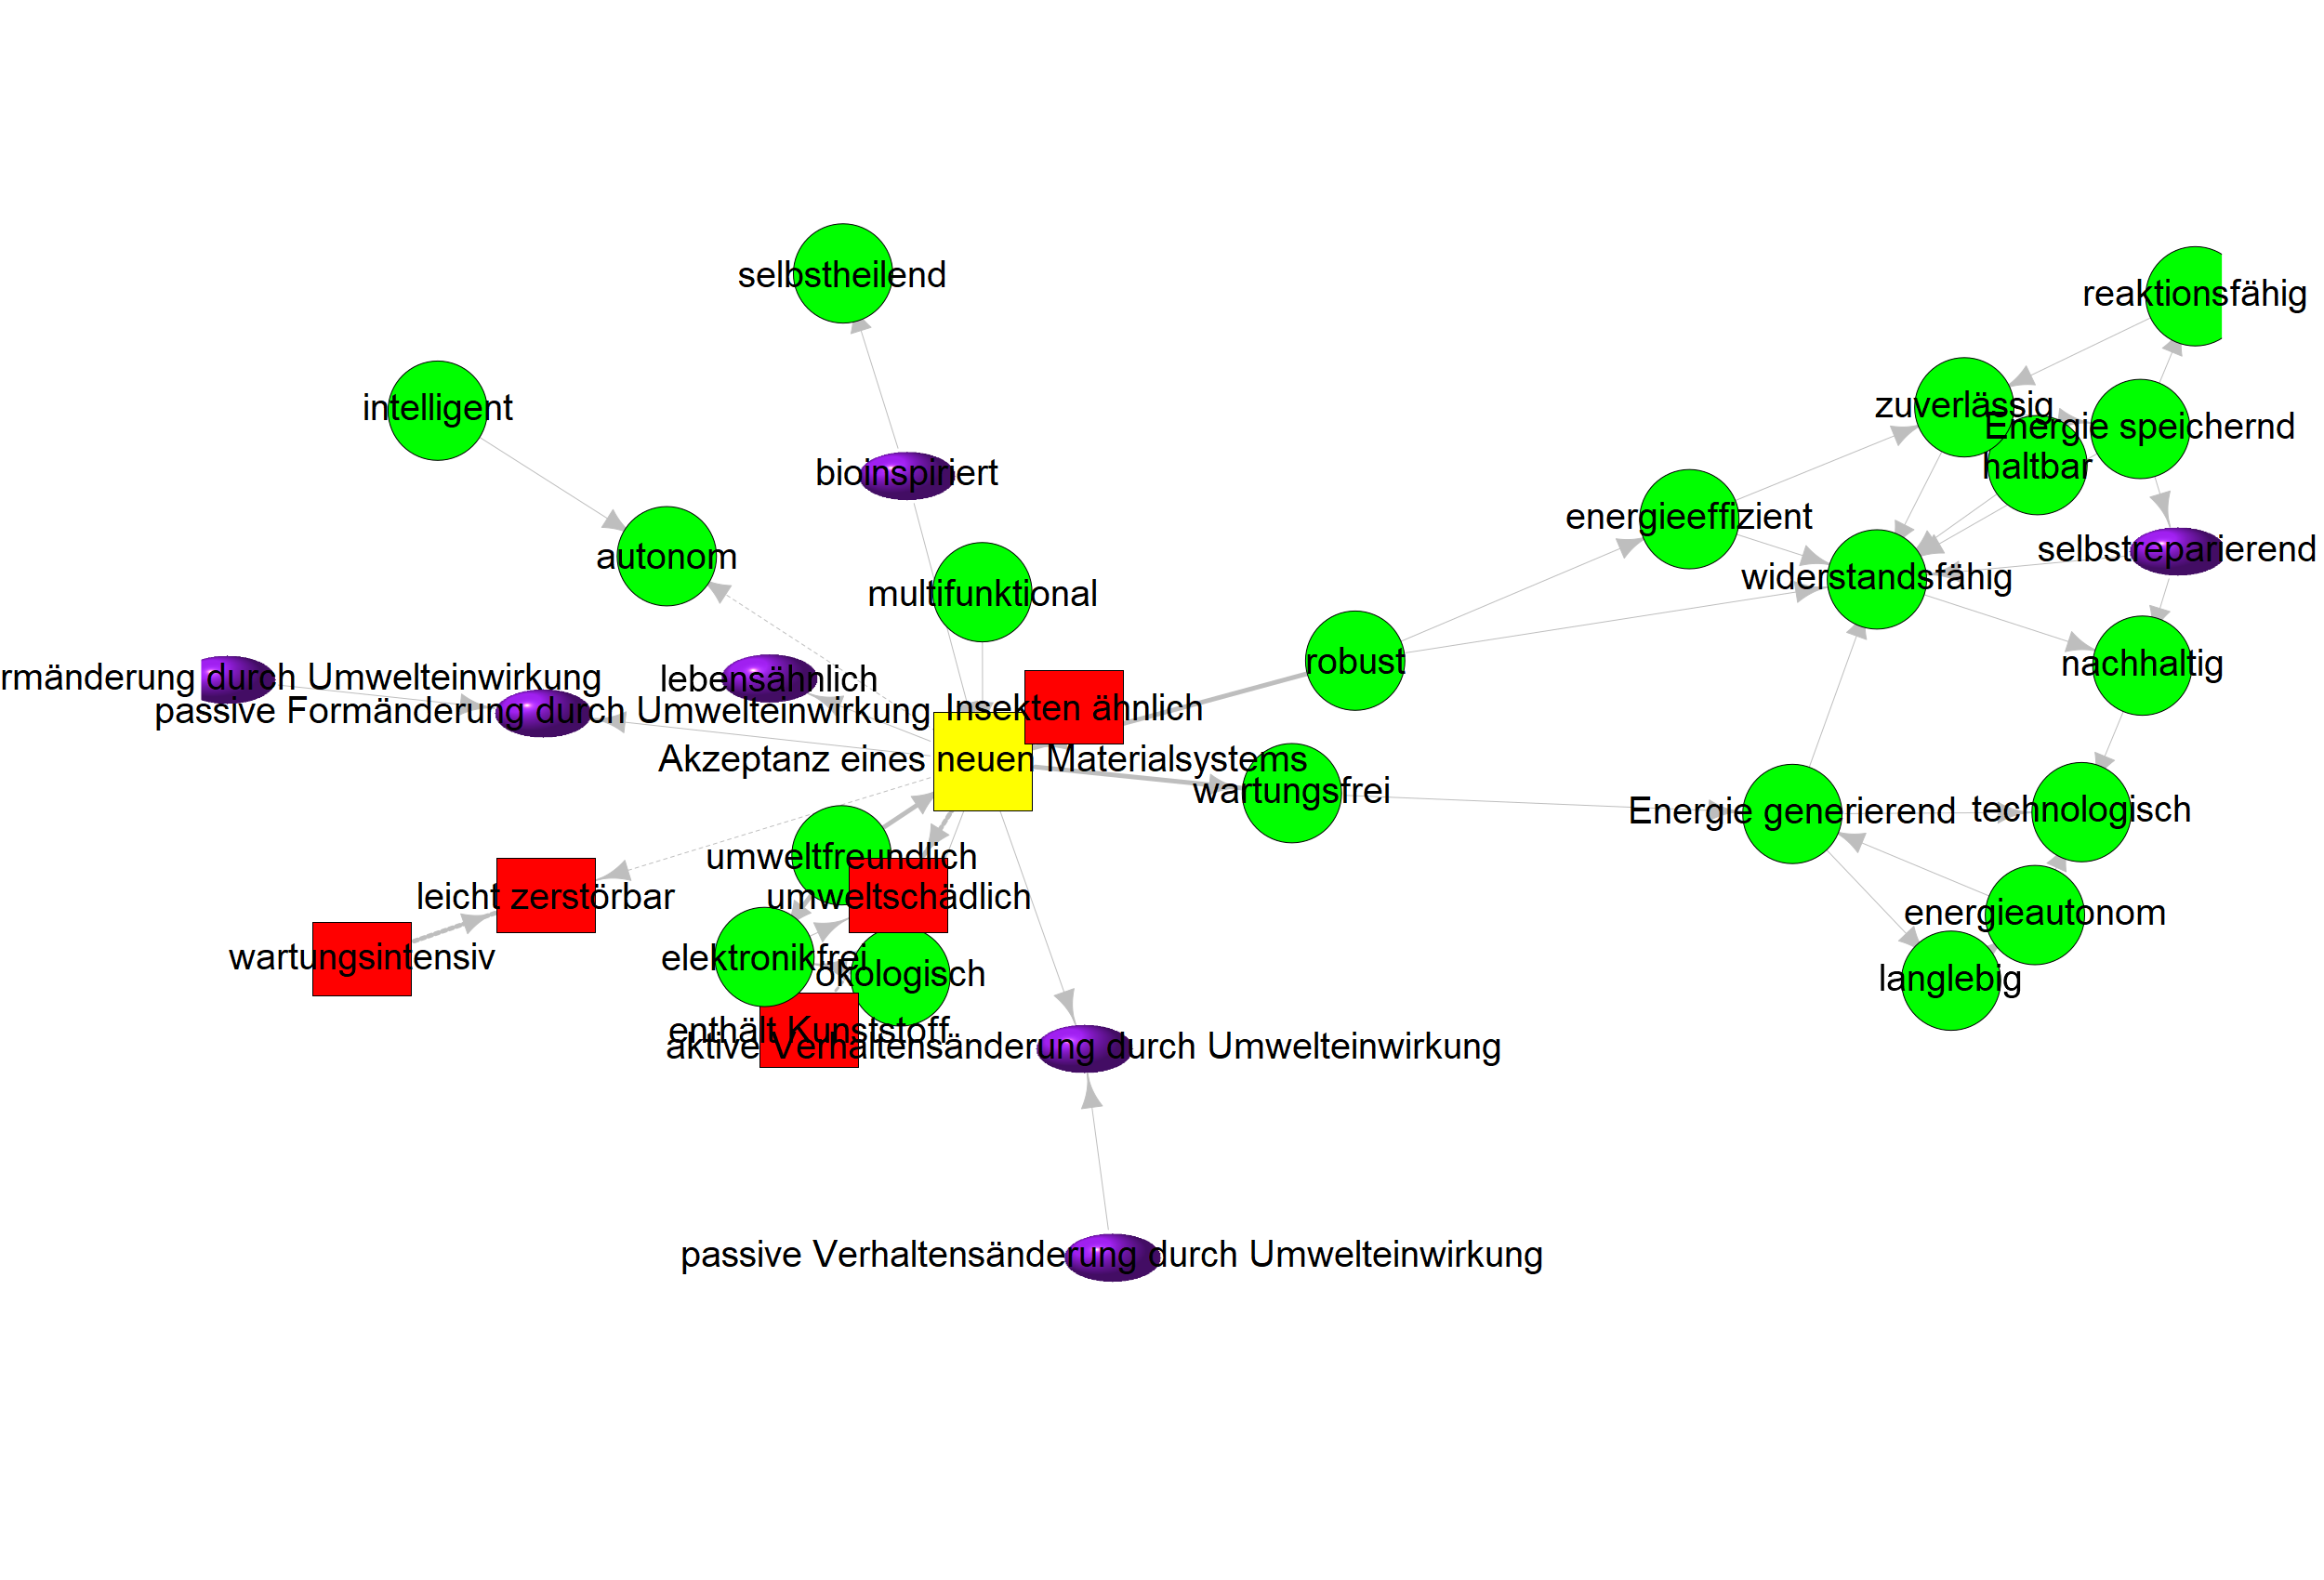 selbstheilend
reaktionsfähig
intelligent
zuverlässig
Energie speichernd
haltbar
bioinspiriert
energieeffizient
autonom
selbstreparierend
widerstandsfähig
multifunktional
robust
nachhaltig
rmänderung durch Umwelteinwirkung
lebensähnlich
passive Formänderung durch Umwelteinwirkung
Insekten ähnlich
Akzeptanz eines neuen Materialsystems
wartungsfrei
Energie generierend
technologisch
umweltfreundlich
leicht zerstörbar
umweltschädlich
energieautonom
wartungsintensiv
elektronikfrei
ökologisch
langlebig
enthält Kunststoff
aktive Verhaltensänderung durch Umwelteinwirkung
passive Verhaltensänderung durch Umwelteinwirkung